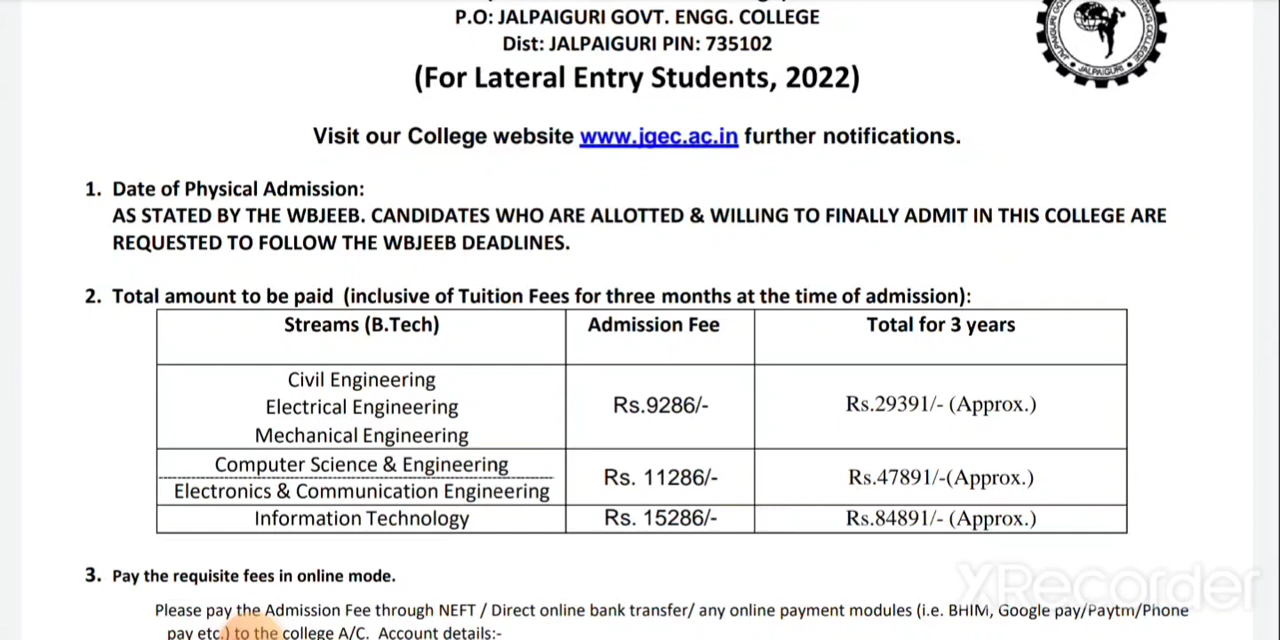 P.O: JALPAIGURI GOVT. ENGG. COLLEGE
Dist: JALPAIGURI PIN: 735102
(For Lateral Entry Students, 2022)
JALPAIGURI
Visit our College website www.jgec.ac.in further notifications.
1. Date of Physical Admission:
AS STATED BY THE WBJEEB. CANDIDATES WHO ARE ALLOTTED & WILLING TO FINALLY ADMIT IN THIS COLLEGE ARE
REQUESTED TO FOLLOW THE WBJEEB DEADLINES.
2. Total amount to be paid (inclusive of Tuition Fees for three months at the time of admission):
Streams (B.Tech) Admission Fee Total for 3 years
Civil Engineering
Electrical Engineering Rs.9286/- Rs.29391/- (Approx.)
Mechanical Engineering
Computer Science & Engineering
Rs. 11286/- Rs.47891/-(Approx.)
Electronics & Communication Engineering
Information Technology Rs. 15286/- Rs.84891/- (Approx.)
3. Pay the requisite fees in online mode.
XRecorder
Please pay the Admission Fee through NEFT / Direct online bank transfer/ any online payment modules (i.e. BHIM, Google pay/Paytm/Phone
pay etc.) to the college A/C. Account details:-